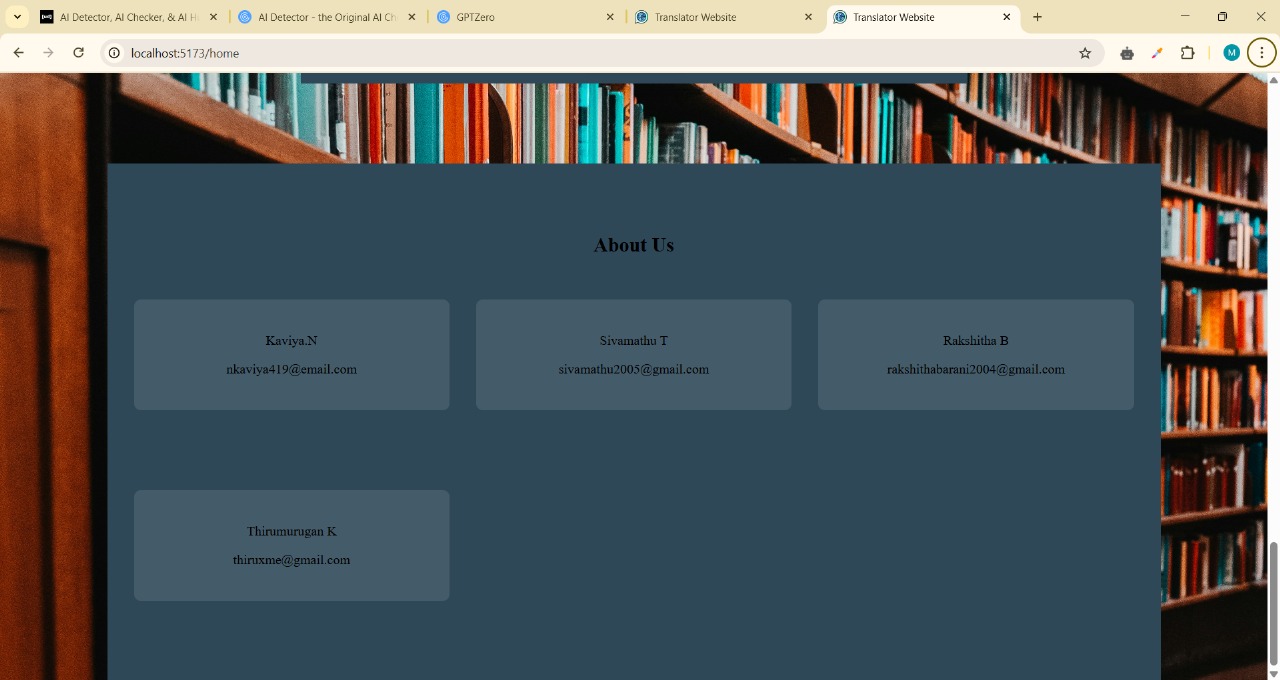 AI Detector, AI Checker, & AI H
AI Detector - the Original AI Ch
GPTZero
Translator Website
Translator Website
localhost:5173/home
M
About Us
Kaviya.N
nkaviya419@email.com
Sivamathu T
sivamathu2005@gmail.com
Rakshitha B
rakshithabarani2004@gmail.com
Thirumurugan K
thiruxme@gmail.com